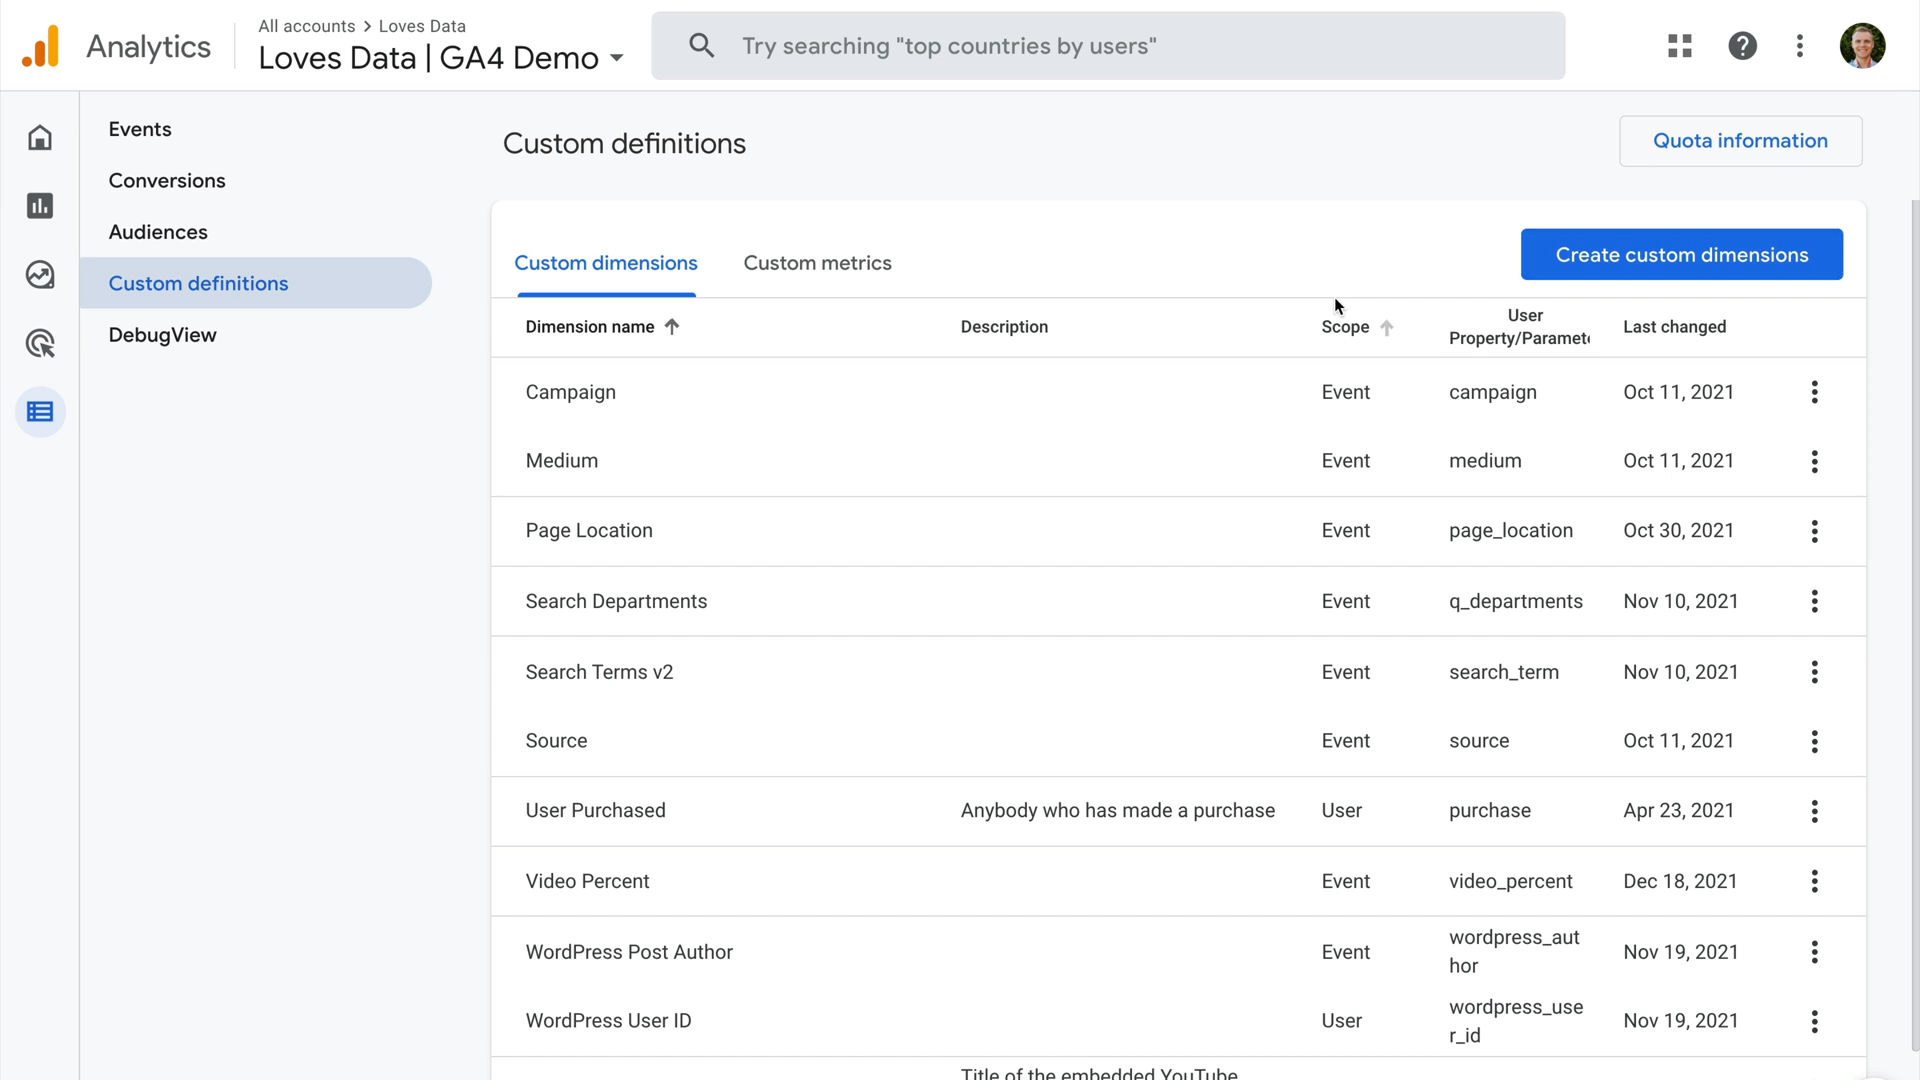 Analytics
All accounts > Loves Data
Loves Data | GA4 Demo
Try searching "top countries by users"
Events
Conversions
Audiences
Custom definitions
DebugView
Custom definitions
Quota information
Custom dimensions
Custom metrics
Create custom dimensions
Dimension name Description Scope User Property/Paramet Last changed
Campaign Event campaign Oct 11, 2021
Medium Event medium Oct 11, 2021
Page Location Event page_location Oct 30, 2021
Search Departments Event q_departments Nov 10, 2021
Search Terms v2 Event search_term Nov 10, 2021
Source Event source Oct 11, 2021
User Purchased Anybody who has made a purchase User purchase Apr 23, 2021
Video Percent Event video_percent Dec 18, 2021
WordPress Post Author Event wordpress_aut
hor Nov 19, 2021
WordPress User ID User wordpress_use
r_id Nov 19, 2021
Title of the embedded YouTube